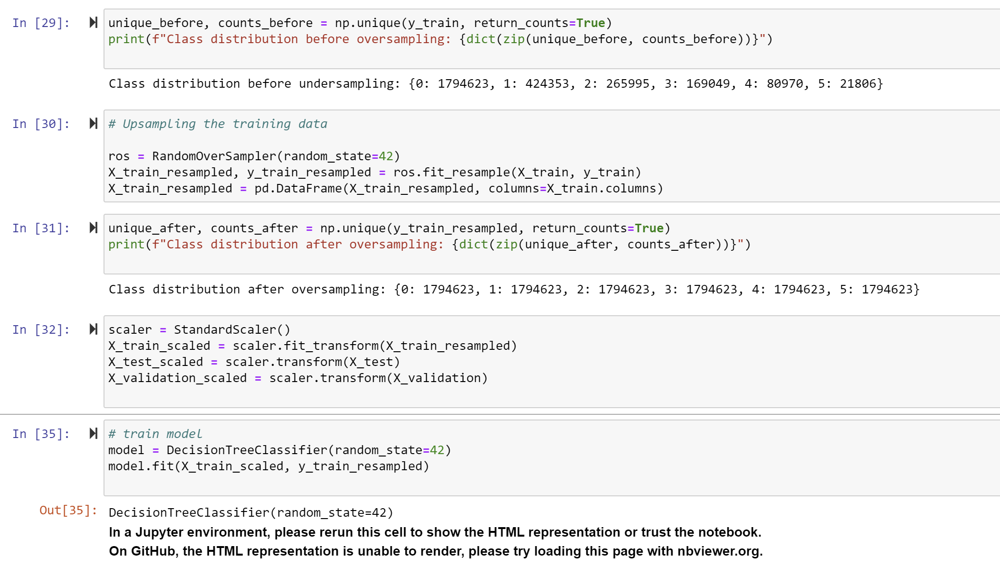 In [29]:
unique_before, counts_before = np.unique(y_train, return_counts=True)
print(f"Class distribution before oversampling: {dict(zip(unique_before, counts_before))}")
Class distribution before undersampling: {0: 1794623, 1: 424353, 2: 265995, 3: 169049, 4: 80970, 5: 21806}
In [30]:
# Upsampling the training data
ros = RandomOverSampler(random_state=42)
X_train_resampled, y_train_resampled = ros.fit_resample(X_train, y_train)
X_train_resampled = pd.DataFrame(X_train_resampled, columns=X_train.columns)
In [31]:
unique_after, counts_after = np.unique(y_train_resampled, return_counts=True)
print(f"Class distribution after oversampling: {dict(zip(unique_after, counts_after))}")
Class distribution after oversampling: {0: 1794623, 1: 1794623, 2: 1794623, 3: 1794623, 4: 1794623, 5: 1794623}
In [32]:
scaler = StandardScaler()
X_train_scaled = scaler.fit_transform(X_train_resampled)
X_test_scaled = scaler.transform(X_test)
X_validation_scaled = scaler.transform(X_validation)
In [35]:
# train model
model = DecisionTreeClassifier(random_state=42)
model.fit(X_train_scaled, y_train_resampled)
Out[35]:
DecisionTreeClassifier(random_state=42)
In a Jupyter environment, please rerun this cell to show the HTML representation or trust the notebook.
On GitHub, the HTML representation is unable to render, please try loading this page with nbviewer.org.